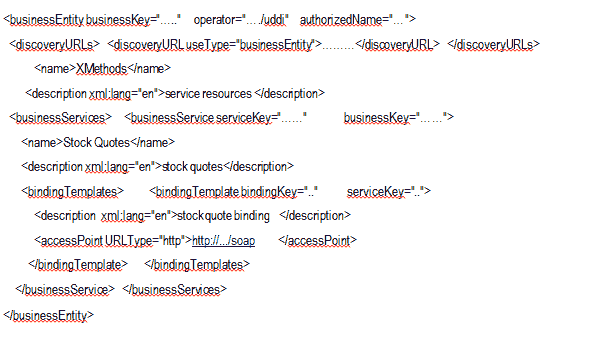 <businessEntity businessKey="....." operator="…./uddi" authorizedName="…">
<discoveryURLs> <discoveryURL useType="businessEntity">………</discoveryURL> </discoveryURLs>
<name>XMethods</name>
<description xml:lang="en">service resources </description>
<businessServices> <businessService serviceKey="……" businessKey="……">
<name>Stock Quotes</name>
<description xml:lang="en">stock quotes</description>
<bindingTemplates> <bindingTemplate bindingKey=".." serviceKey="..">
<description xml:lang="en">stock quote binding </description>
<accessPoint URLType="http">http://.../soap </accessPoint>
</bindingTemplate> </bindingTemplates>
</businessService> </businessServices>
</businessEntity>